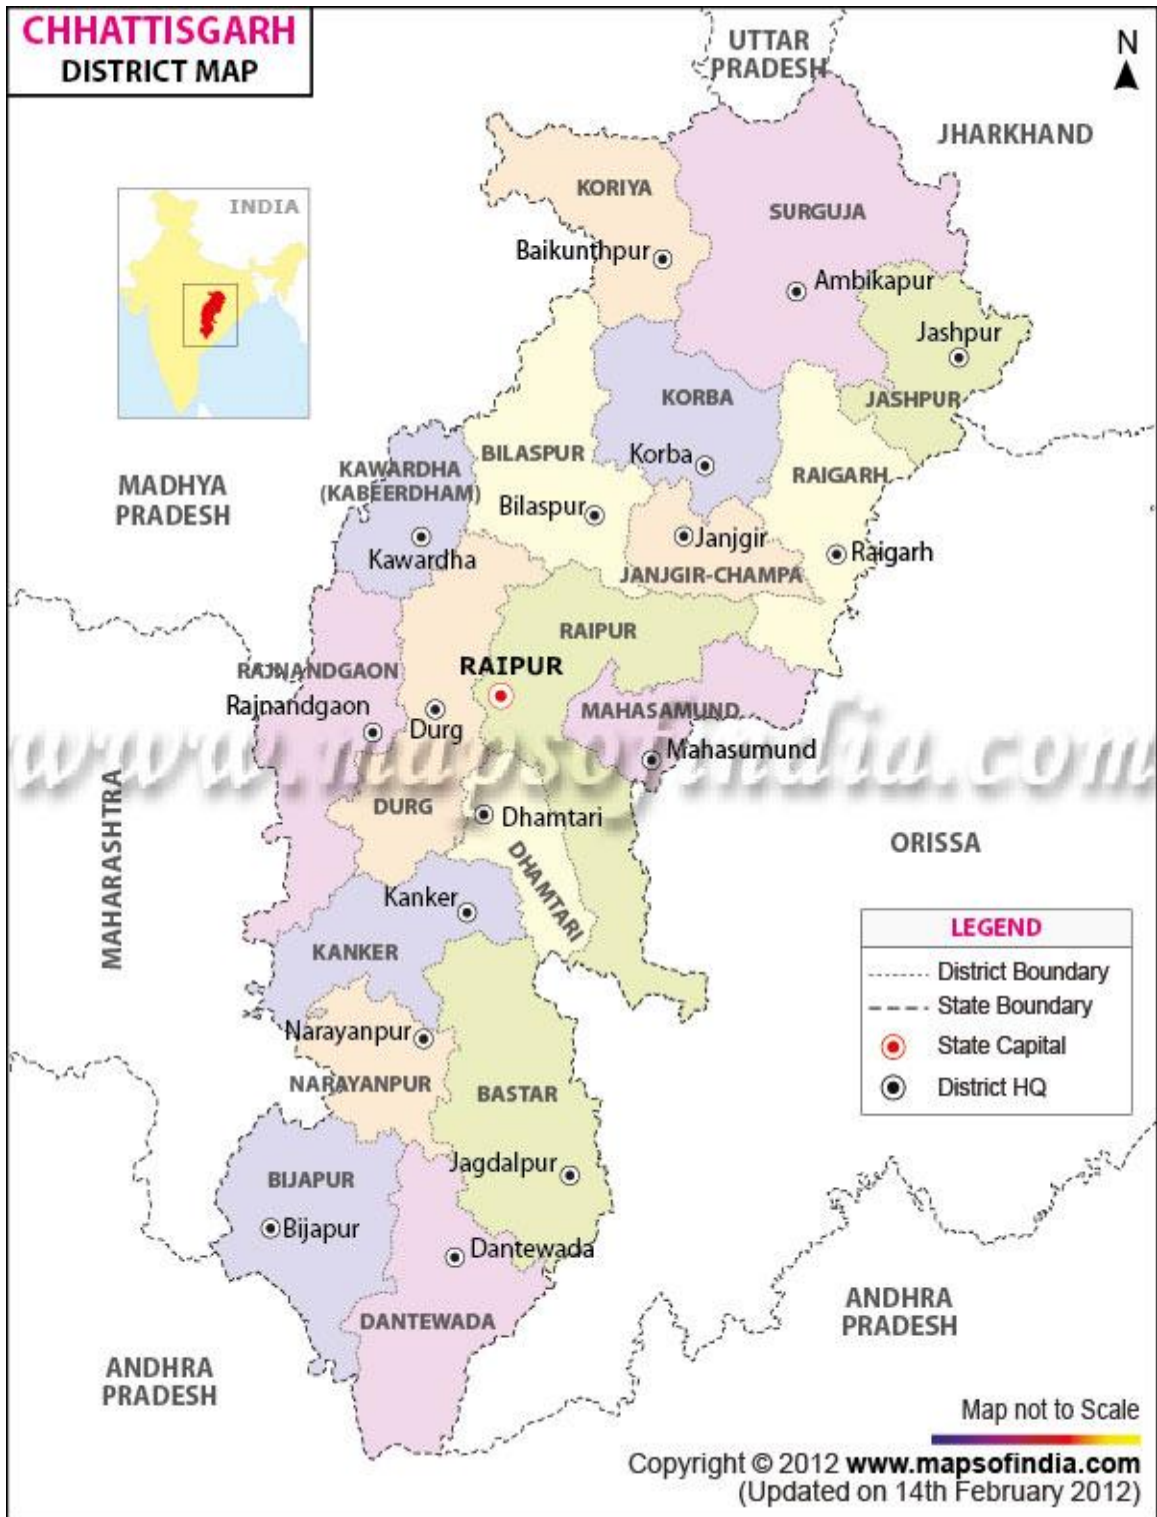 CHHATTISGARH
DISTRICT MAP
UTTAR
PRADESH
N
JHARKHAND
INDIA
KORIYA
SURGUJA
Baikunthpur
Ambikapur
Jashpur
KORBA
JASHPUR
BILASPUR
Korba
KAWARDHA
(KABEERDHAM)
RAIGARH
MADHYA
PRADESH
Bilaspur
Janjgir
Raigarh
Kawardha
JANJGIR-CHAMPA
RAIPUR
RAJNANDGAON
RAIPUR
Rajnandgaon
Durg
MAHASAMUND
Mahasumund
www.mapsofindia.com
MAHARASHTRA
DURG
Dhamtari
DHAMTARI
ORISSA
Kanker
KANKER
LEGEND
District Boundary
State Boundary
State Capital
District HQ
Narayanpur
NARAYANPUR
BASTAR
Jagdalpur
BIJAPUR
Bijapur
Dantewada
DANTEWADA
ANDHRA
PRADESH
ANDHRA
PRADESH
Map not to Scale
Copyright © 2012 www.mapsofindia.com
(Updated on 14th February 2012)